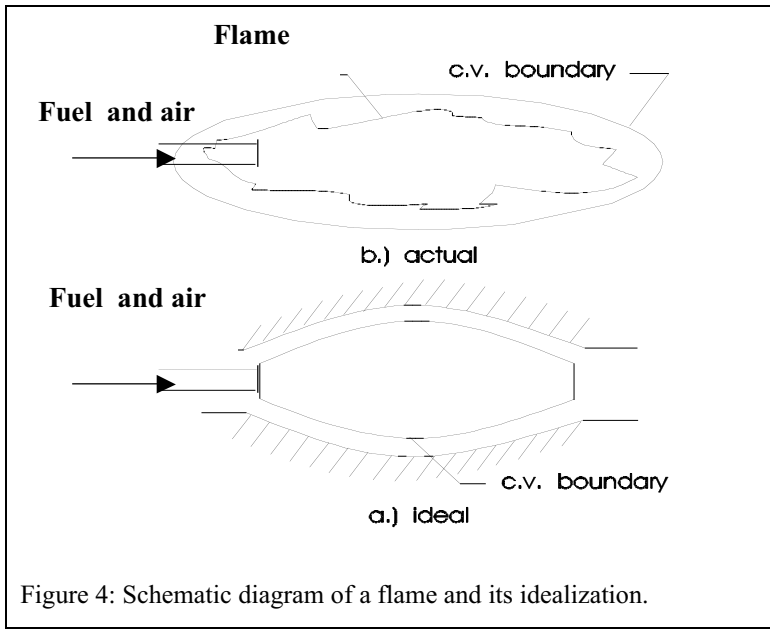 Flame
c.v. boundary
Fuel and air
b.) actual
Fuel and air
c.v. boundary
a.) ideal
Figure 4: Schematic diagram of a flame and its idealization.